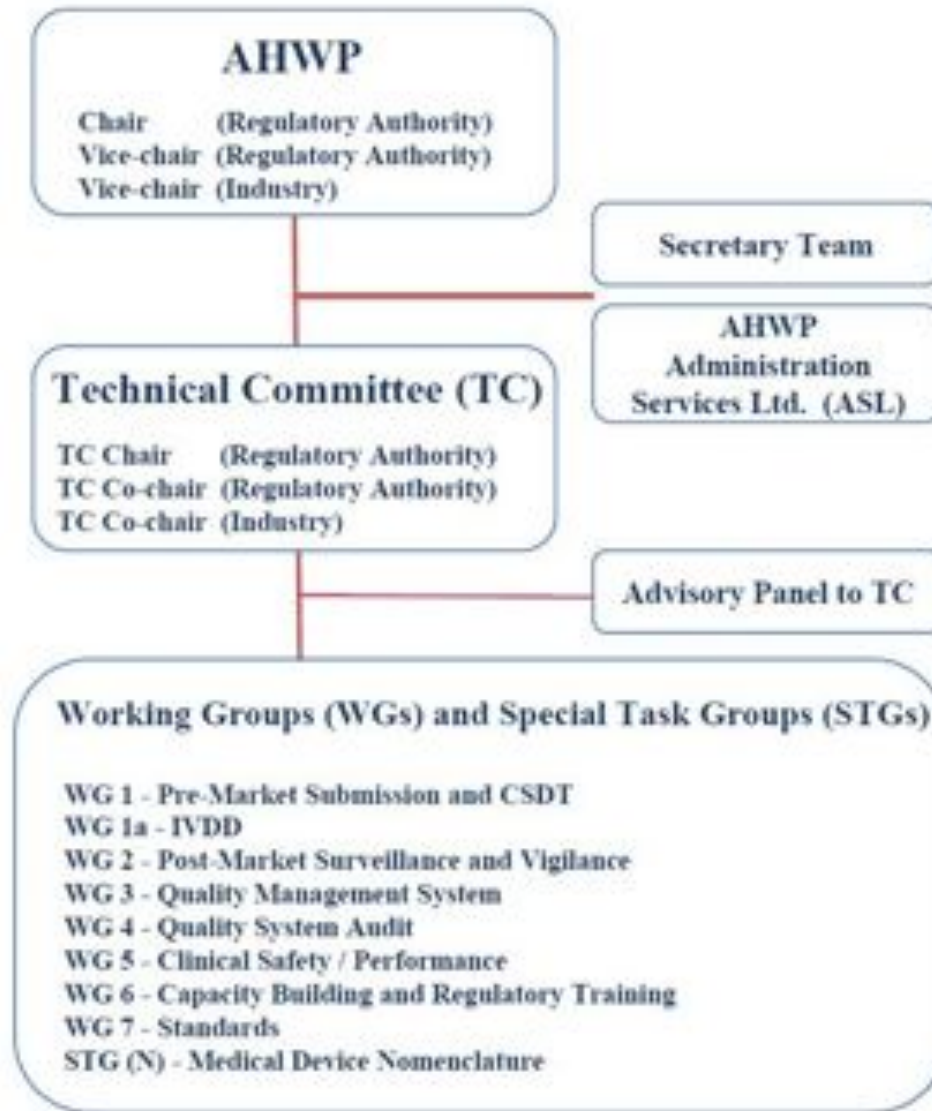 AHWP
Chair (Regulatory Authority)
Vice-chair (Regulatory Authority)
Vice-chair (Industry)
Secretary Team
AHWP
Administration
Services Ltd. (ASL)
Technical Committee (TC)
TC Chair (Regulatory Authority)
TC Co-chair (Regulatory Authority)
TC Co-chair (Industry)
Advisory Panel to TC
Working Groups (WGs) and Special Task Groups (STGs)
WG 1 - Pre-Market Submission and CSDT
WG 1a - IVDD
WG 2 - Post-Market Surveillance and Vigilance
WG 3 - Quality Management System
WG 4 - Quality System Audit
WG 5 - Clinical Safety / Performance
WG 6 - Capacity Building and Regulatory Training
WG 7 - Standards
STG (N) - Medical Device Nomenclature